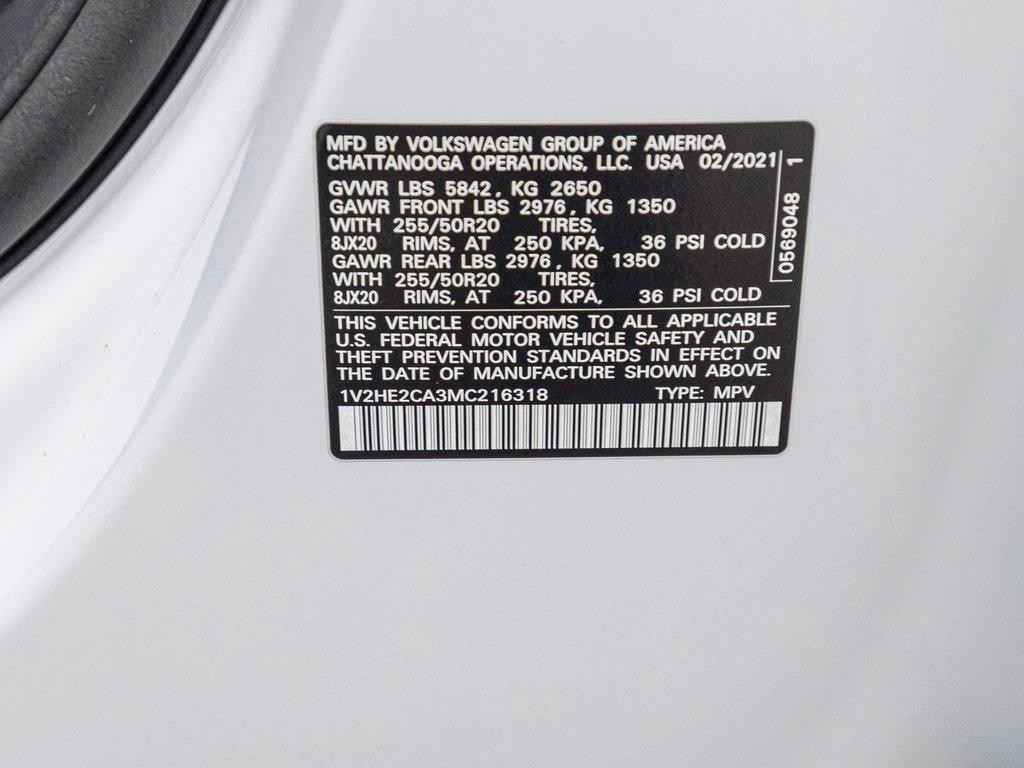 MFD BY VOLKSWAGEN GROUP OF AMERICA
CHATTANOOGA OPERATIONS, LLC. USA 02/2021
GVWR LBS 5842, KG 2650
GAWR FRONT LBS 2976, KG 1350
WITH 255/50R20 TIRES,
8JX20 RIMS, AT 250 KPA, 36 PSI COLD
GAWR REAR LBS 2976, KG 1350
WITH 255/50R20 TIRES,
8JX20 RIMS, AT 250 KPA, 36 PSI COLD
0569048 1
THIS VEHICLE CONFORMS TO ALL APPLICABLE
U.S. FEDERAL MOTOR VEHICLE SAFETY AND
THEFT PREVENTION STANDARDS IN EFFECT ON
THE DATE OF MANUFACTURE SHOWN ABOVE.
1V2HE2CA3MC216318 TYPE: MPV